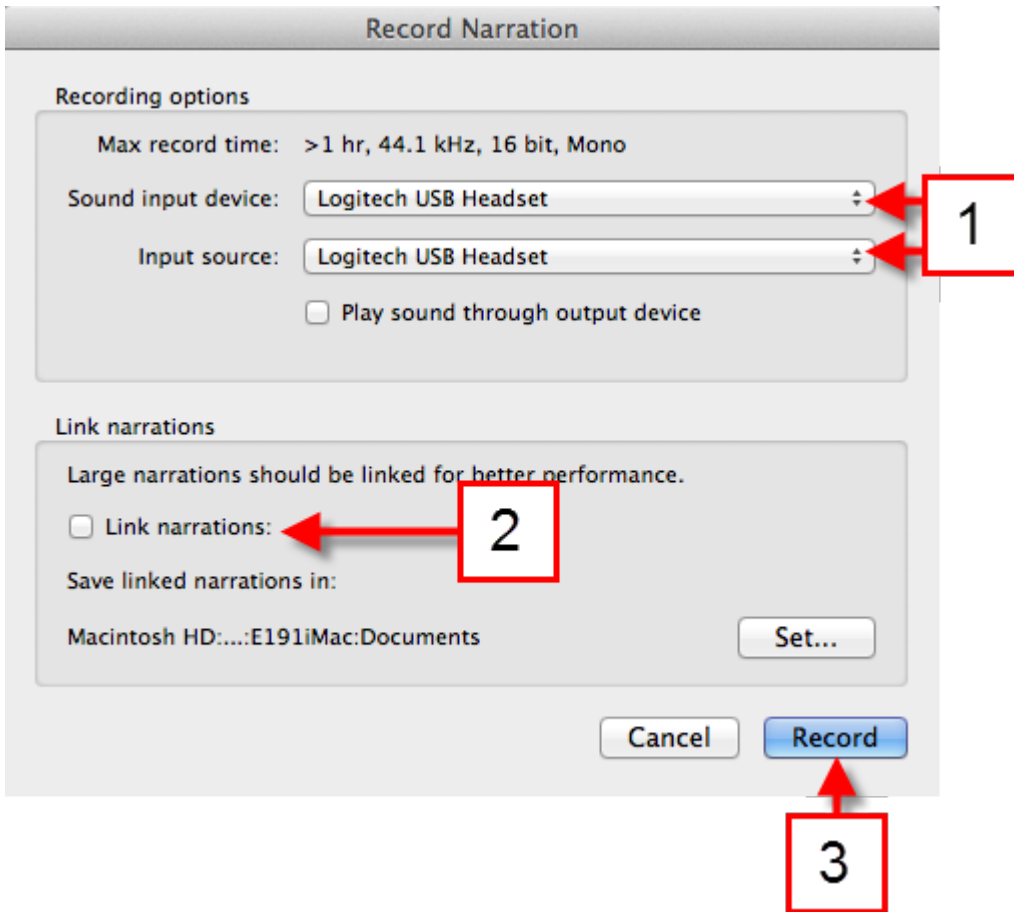 Record Narration
Recording options
Max record time: >1 hr, 44.1 kHz, 16 bit, Mono
Sound input device: Logitech USB Headset
1
Input source: Logitech USB Headset
Play sound through output device
Link narrations
Large narrations should be linked for better performance.
Link narrations:
2
Save linked narrations in:
Macintosh HD:...:E191iMac:Documents
Set...
Cancel
Record
3